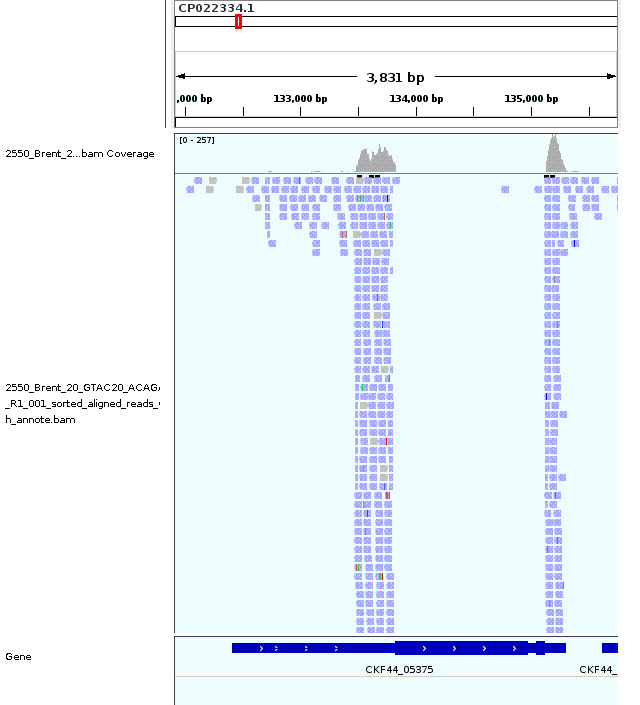 CP022334.1
3,831 bp
,000 bp 133,000 bp 134,000 bp 135,000 bp
[0 - 257]
2550_Brent_2...bam Coverage
2550_Brent_20_GTAC20_ACAGA
_R1_001_sorted_aligned_reads_
h_annote.bam
Gene
CKF44_05375
CKF44_